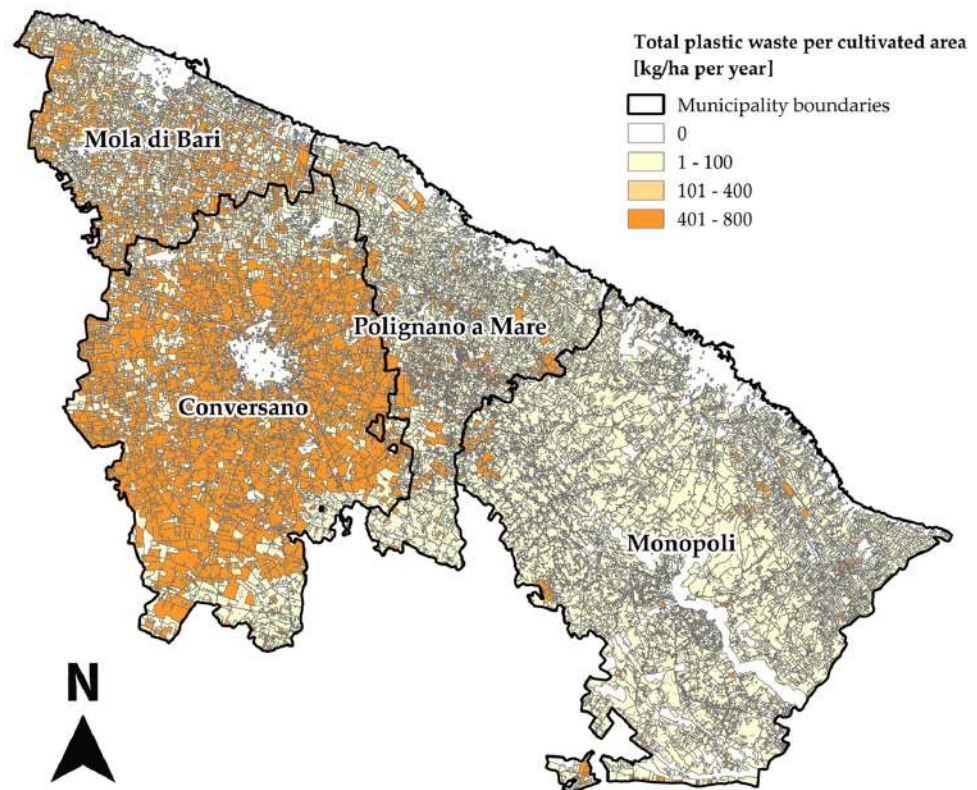 Total plastic waste per cultivated area
[kg/ha per year]
Municipality boundaries
0
1 - 100
101 - 400
401 - 800
Mola di Bari
Polignano a Mare
Conversano
Monopoli
N